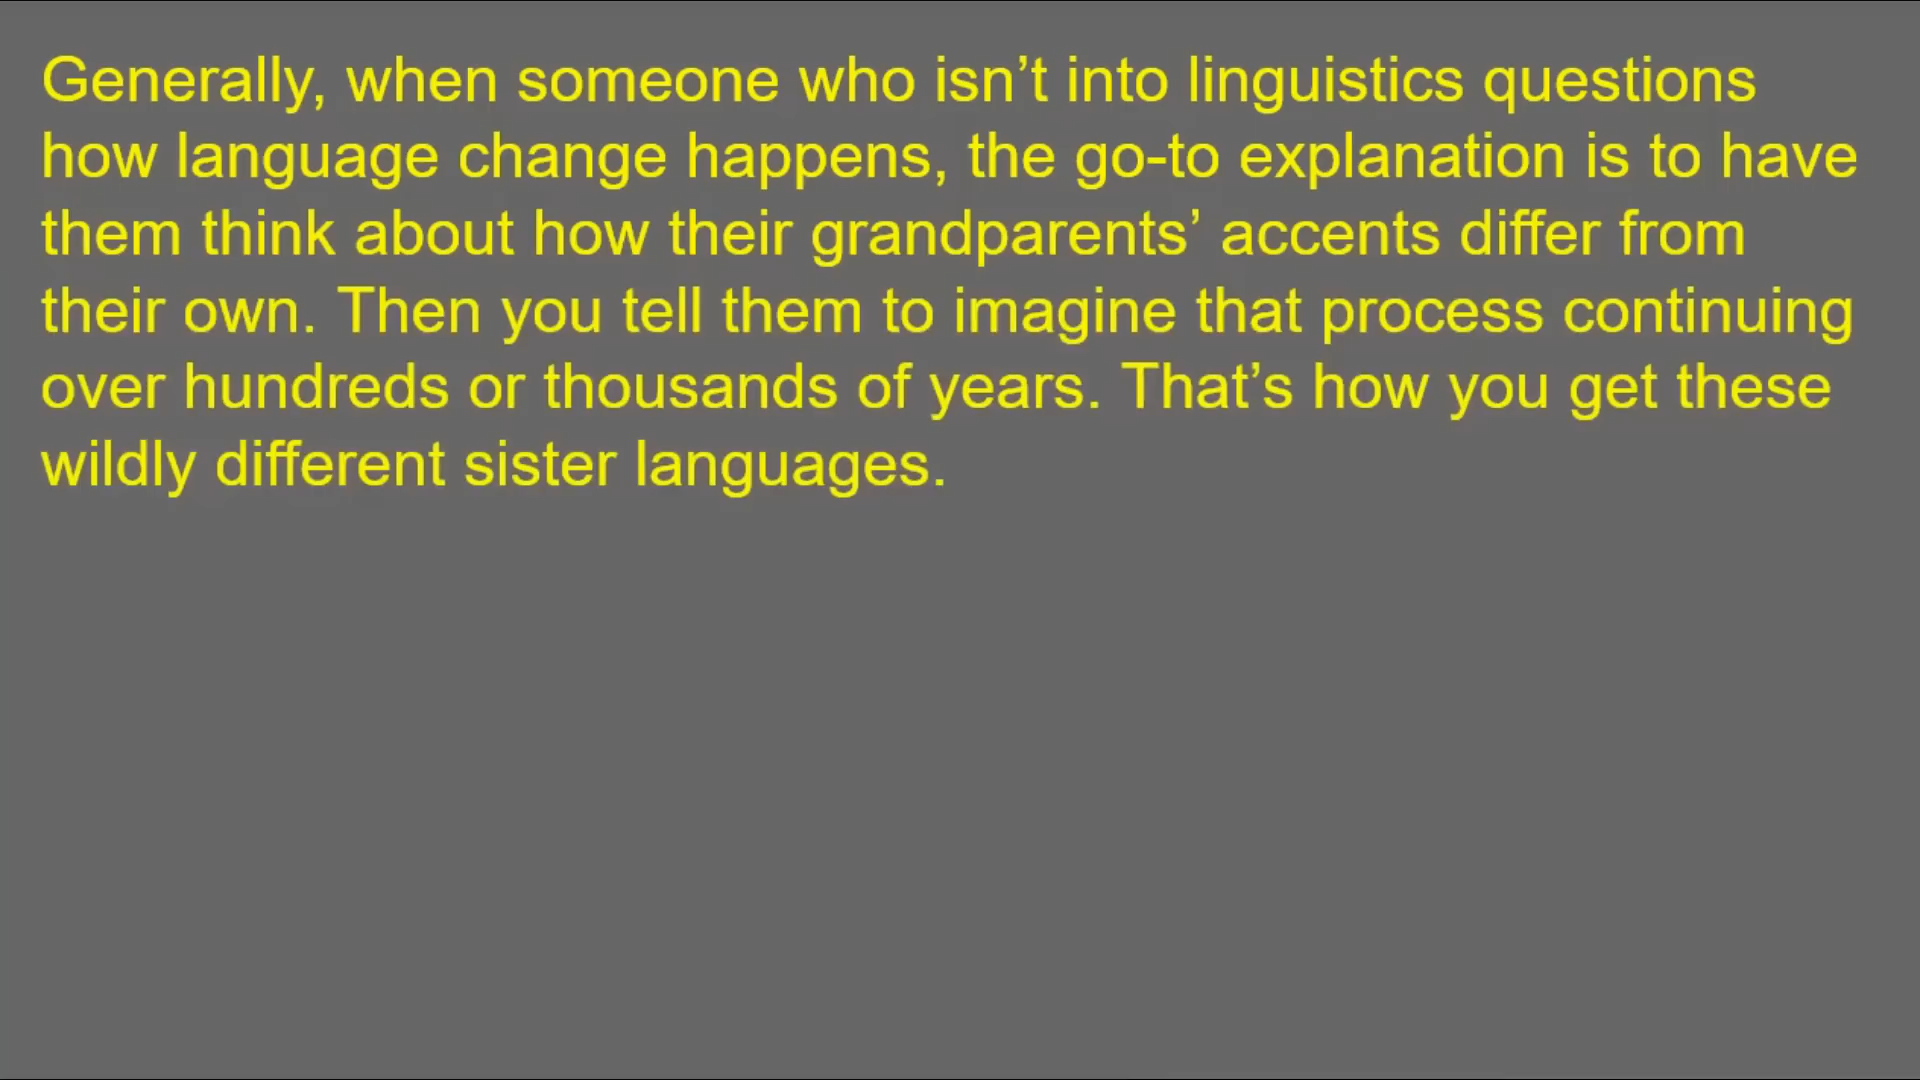 Generally, when someone who isn’t into linguistics questions
how language change happens, the go-to explanation is to have
them think about how their grandparents’ accents differ from
their own. Then you tell them to imagine that process continuing
over hundreds or thousands of years. That’s how you get these
wildly different sister languages.